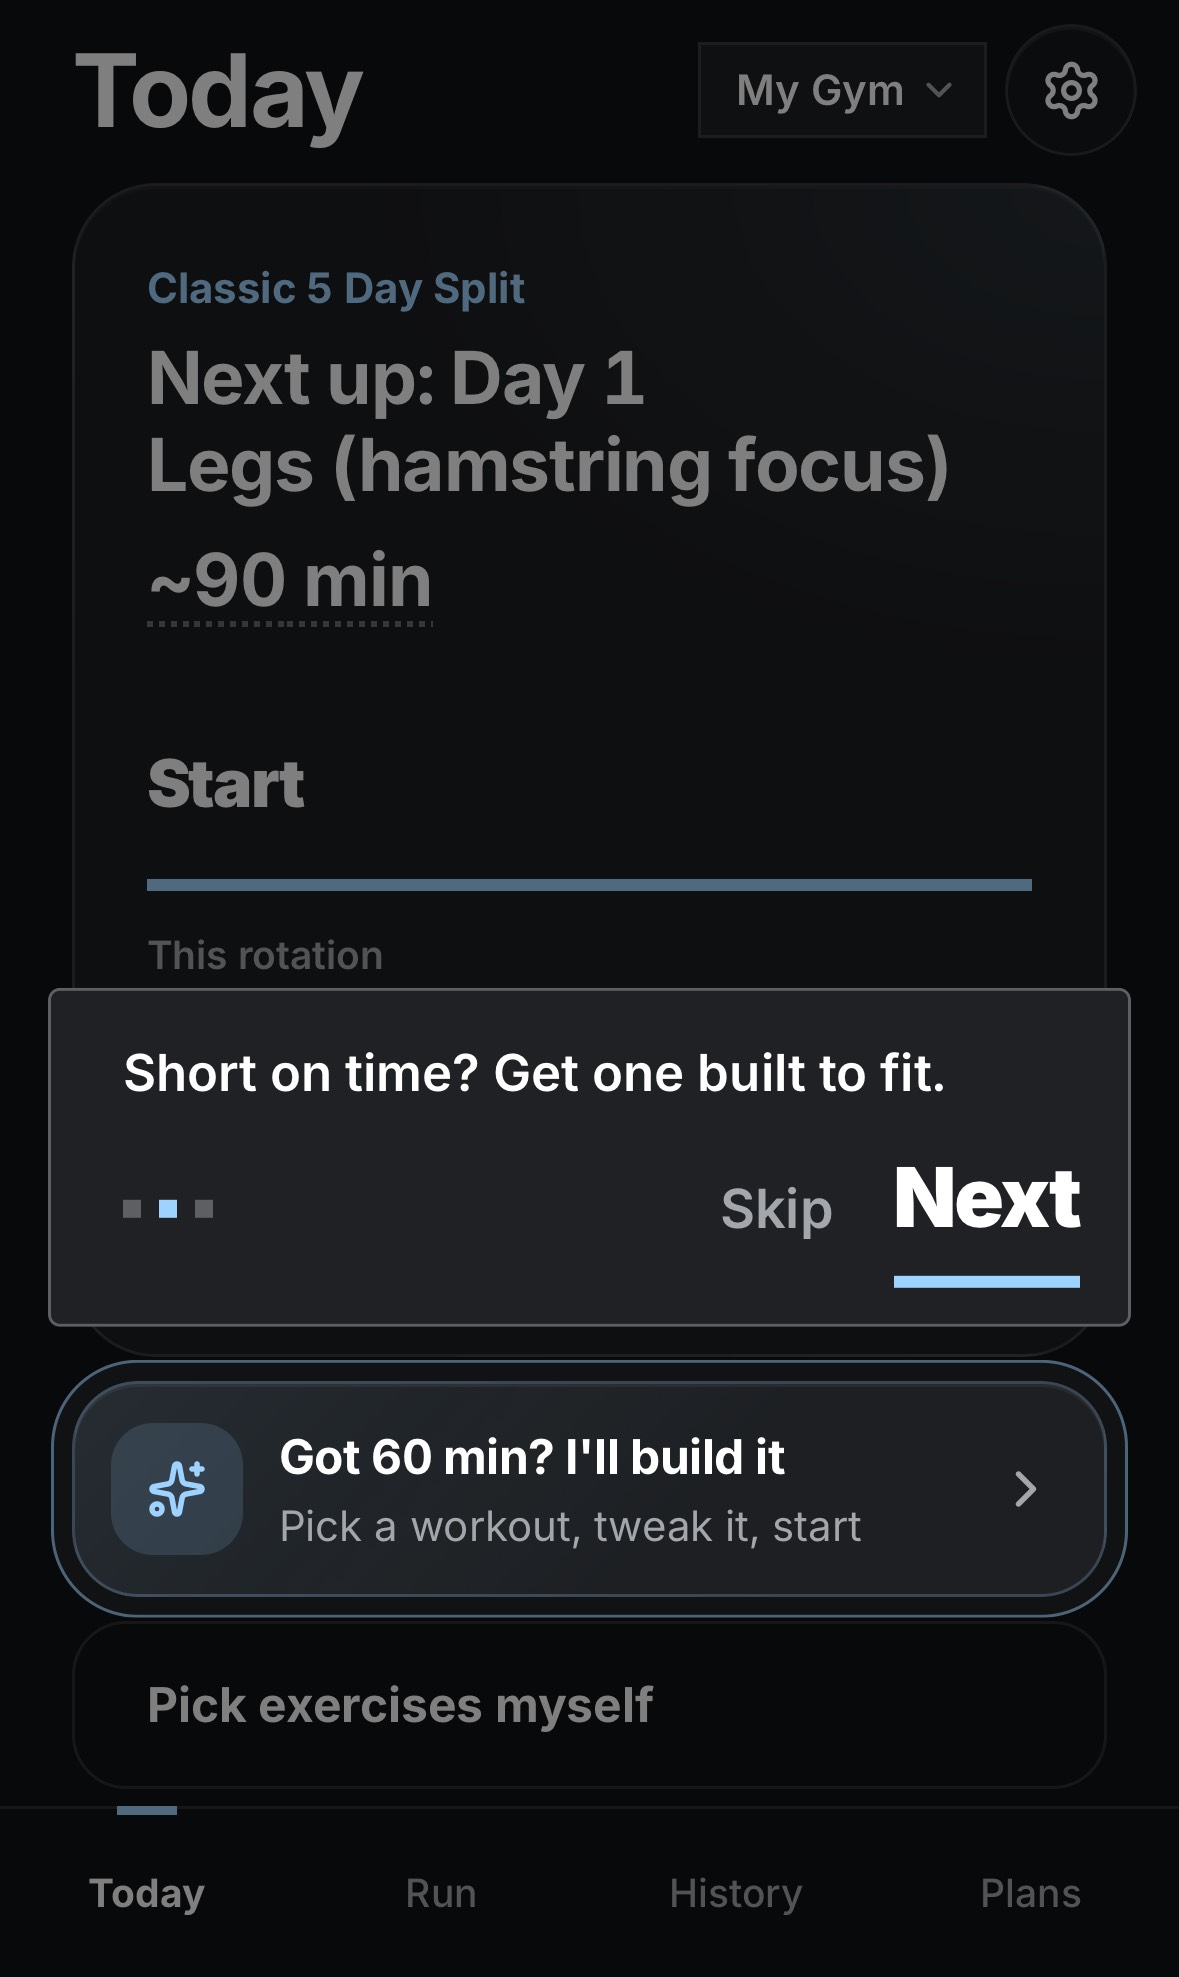 Today
My Gym
Classic 5 Day Split
Next up: Day 1
Legs (hamstring focus)
~90 min
Start
This rotation
Short on time? Get one built to fit.
Skip
Next
Got 60 min? I'll build it
Pick a workout, tweak it, start
Pick exercises myself
Today
Run
History
Plans